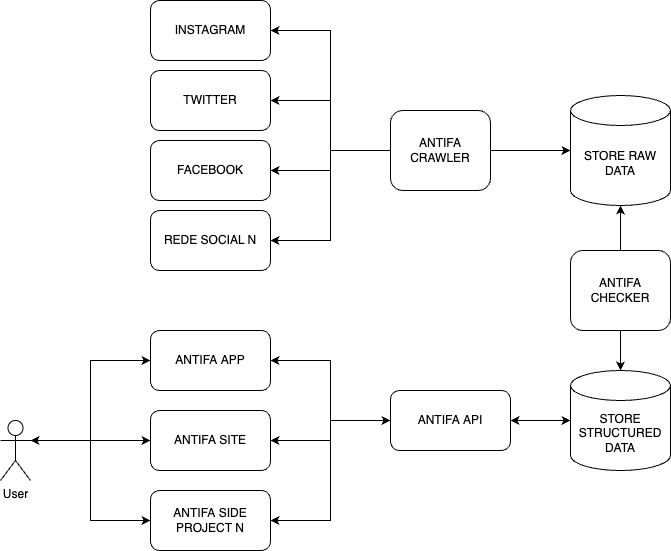 INSTAGRAM
TWITTER
FACEBOOK
REDE SOCIAL N
ANTIFA
CRAWLER
STORE RAW
DATA
ANTIFA
CHECKER
ANTIFA APP
ANTIFA SITE
ANTIFA SIDE
PROJECT N
ANTIFA API
STORE
STRUCTURED
DATA
User